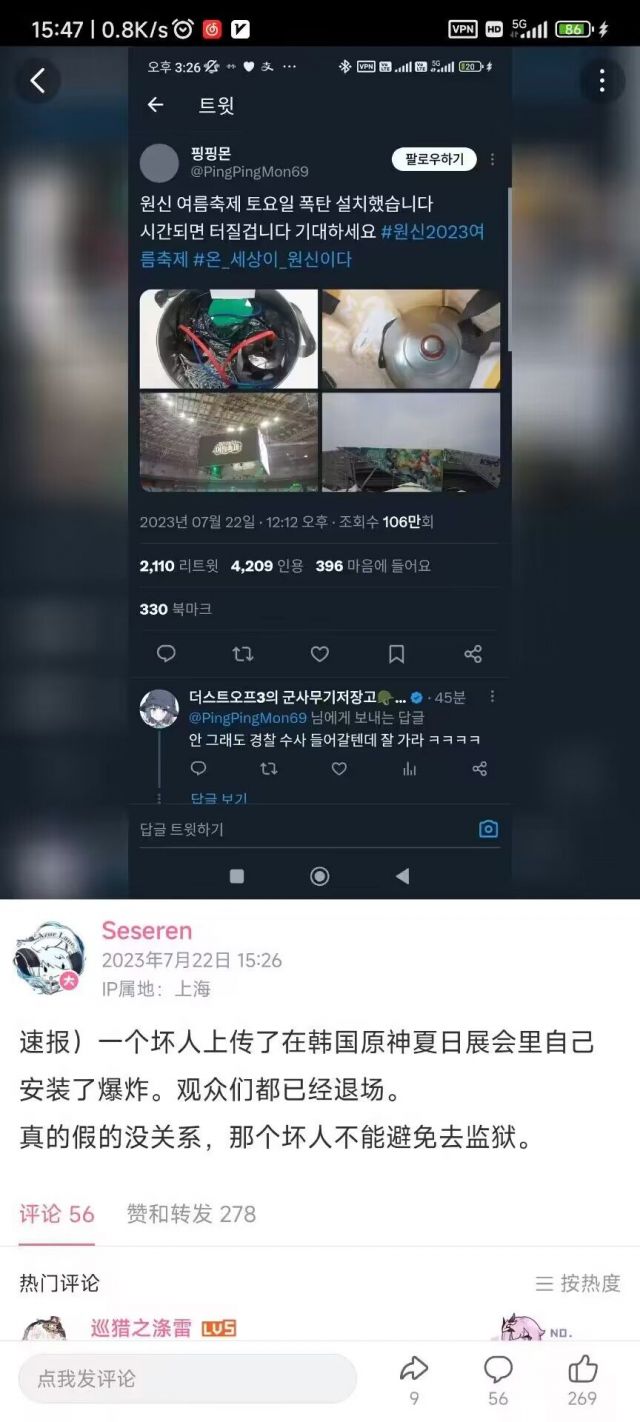 15:47 | 0.8K/s
VPN HD 5G 86
오후 3:26
VPN 5G 20
트윗
핑핑몬
@PingPingMon69
팔로우하기
원신 여름축제 토요일 폭탄 설치했습니다
시간되면 터질겁니다 기대하세요 #원신2023여
름축제 #온_세상이_원신이다
2023년 07월 22일 · 12:12 오후 · 조회수 106만회
2,110 리트윗 4,209 인용 396 마음에 들어요
330 북마크
더스트오프3의 군사무기저장고... · 45분
@PingPingMon69 님에게 보내는 답글
안 그래도 경찰 수사 들어갈텐데 잘 가라 ㅋㅋㅋㅋ
답글 보기
답글 트윗하기
Seseren
大
2023年7月22日 15:26
IP属地：上海
速报）一个坏人上传了在韩国原神夏日展会里自己
安装了爆炸。观众们都已经退场。
真的假的没关系，那个坏人不能避免去监狱。
评论 56
赞和转发 278
热门评论
按热度
巡猎之涤雷 LV5
NO.
点我发评论
9
56
269